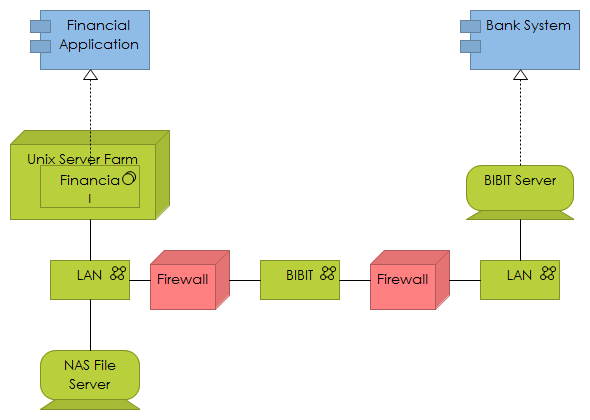 Financial
Application
Bank System
Unix Server Farm
Financia
l
BIBIT Server
LAN
Firewall
BIBIT
Firewall
LAN
NAS File
Server